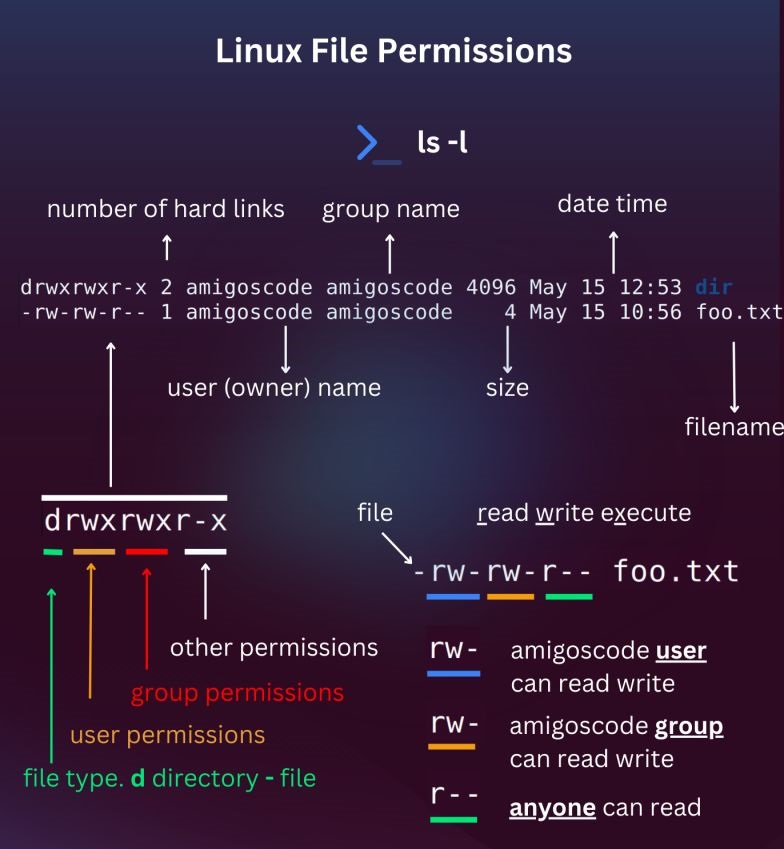 Linux File Permissions
>_ ls -l
number of hard links group name date time
drwxrwxr-x 2 amigoscode amigoscode 4096 May 15 12:53 dir
-rw-rw-r-- 1 amigoscode amigoscode 4 May 15 10:56 foo.txt
user (owner) name size
filename
drwxrwxr-x
other permissions
group permissions
user permissions
file type. d directory - file
file read write execute
-rw-rw-r-- foo.txt
rw- amigoscode user
can read write
rw- amigoscode group
can read write
r-- anyone can read